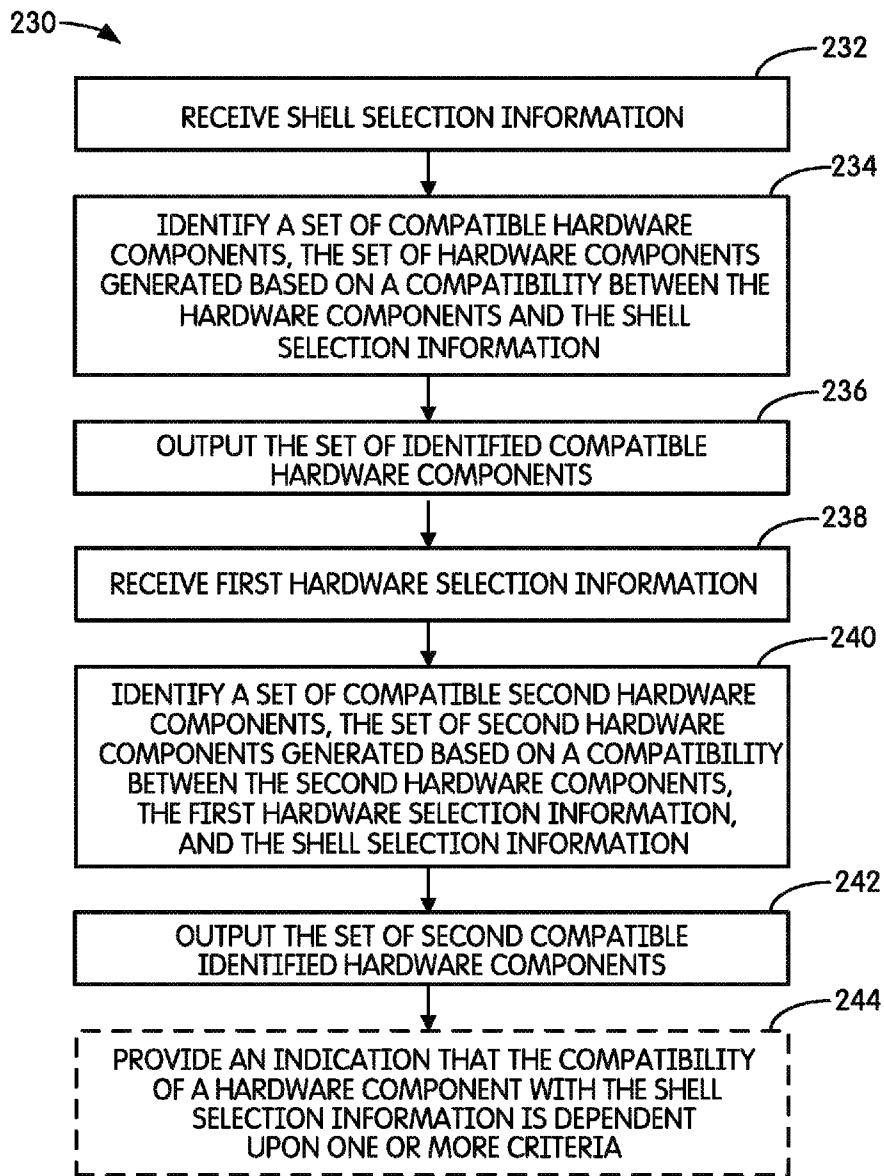 230
232
RECEIVE SHELL SELECTION INFORMATION
234
IDENTIFY A SET OF COMPATIBLE HARDWARE
COMPONENTS, THE SET OF HARDWARE COMPONENTS
GENERATED BASED ON A COMPATIBILITY BETWEEN THE
HARDWARE COMPONENTS AND THE SHELL
SELECTION INFORMATION
236
OUTPUT THE SET OF IDENTIFIED COMPATIBLE
HARDWARE COMPONENTS
238
RECEIVE FIRST HARDWARE SELECTION INFORMATION
240
IDENTIFY A SET OF COMPATIBLE SECOND HARDWARE
COMPONENTS, THE SET OF SECOND HARDWARE
COMPONENTS GENERATED BASED ON A COMPATIBILITY
BETWEEN THE SECOND HARDWARE COMPONENTS,
THE FIRST HARDWARE SELECTION INFORMATION,
AND THE SHELL SELECTION INFORMATION
242
OUTPUT THE SET OF SECOND COMPATIBLE
IDENTIFIED HARDWARE COMPONENTS
244
PROVIDE AN INDICATION THAT THE COMPATIBILITY
OF A HARDWARE COMPONENT WITH THE SHELL
SELECTION INFORMATION IS DEPENDENT
UPON ONE OR MORE CRITERIA